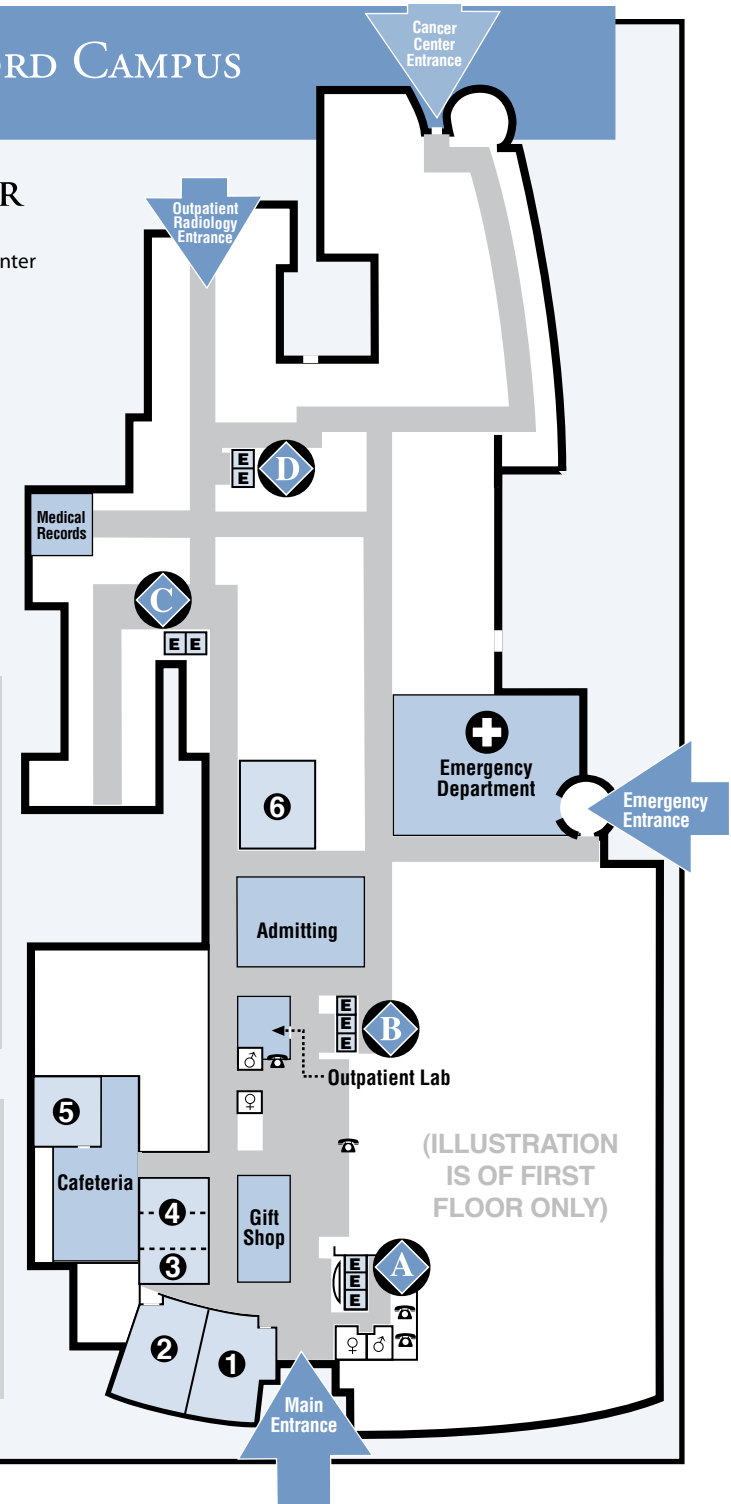 ORD CAMPUS
Cancer
Center
Entrance
R
nter
Outpatient
Radiology
Entrance
E
E
D
Medical
Records
C
E E
Emergency
Department
Emergency
Entrance
6
Admitting
E
E
E
B
Outpatient Lab
5
Cafeteria
(ILLUSTRATION
IS OF FIRST
FLOOR ONLY)
4
3
Gift
Shop
E
E
E
A
2
1
Main
Entrance